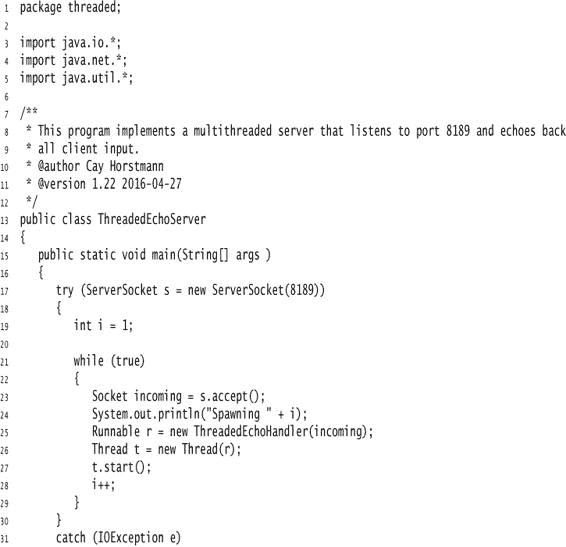 1 package threaded;
2
3 import java.io.*;
4 import java.net.*;
5 import java.util.*;
6
7 /**
8  * This program implements a multithreaded server that listens to port 8189 and echoes back
9  * all client input.
10  * @author Cay Horstmann
11  * @version 1.22 2016-04-27
12  */
13 public class ThreadedEchoServer
14 {
15    public static void main(String[] args )
16    {
17       try (ServerSocket s = new ServerSocket(8189))
18       {
19          int i = 1;
20
21          while (true)
22          {
23             Socket incoming = s.accept();
24             System.out.println("Spawning " + i);
25             Runnable r = new ThreadedEchoHandler(incoming);
26             Thread t = new Thread(r);
27             t.start();
28             i++;
29          }
30       }
31       catch (IOException e)